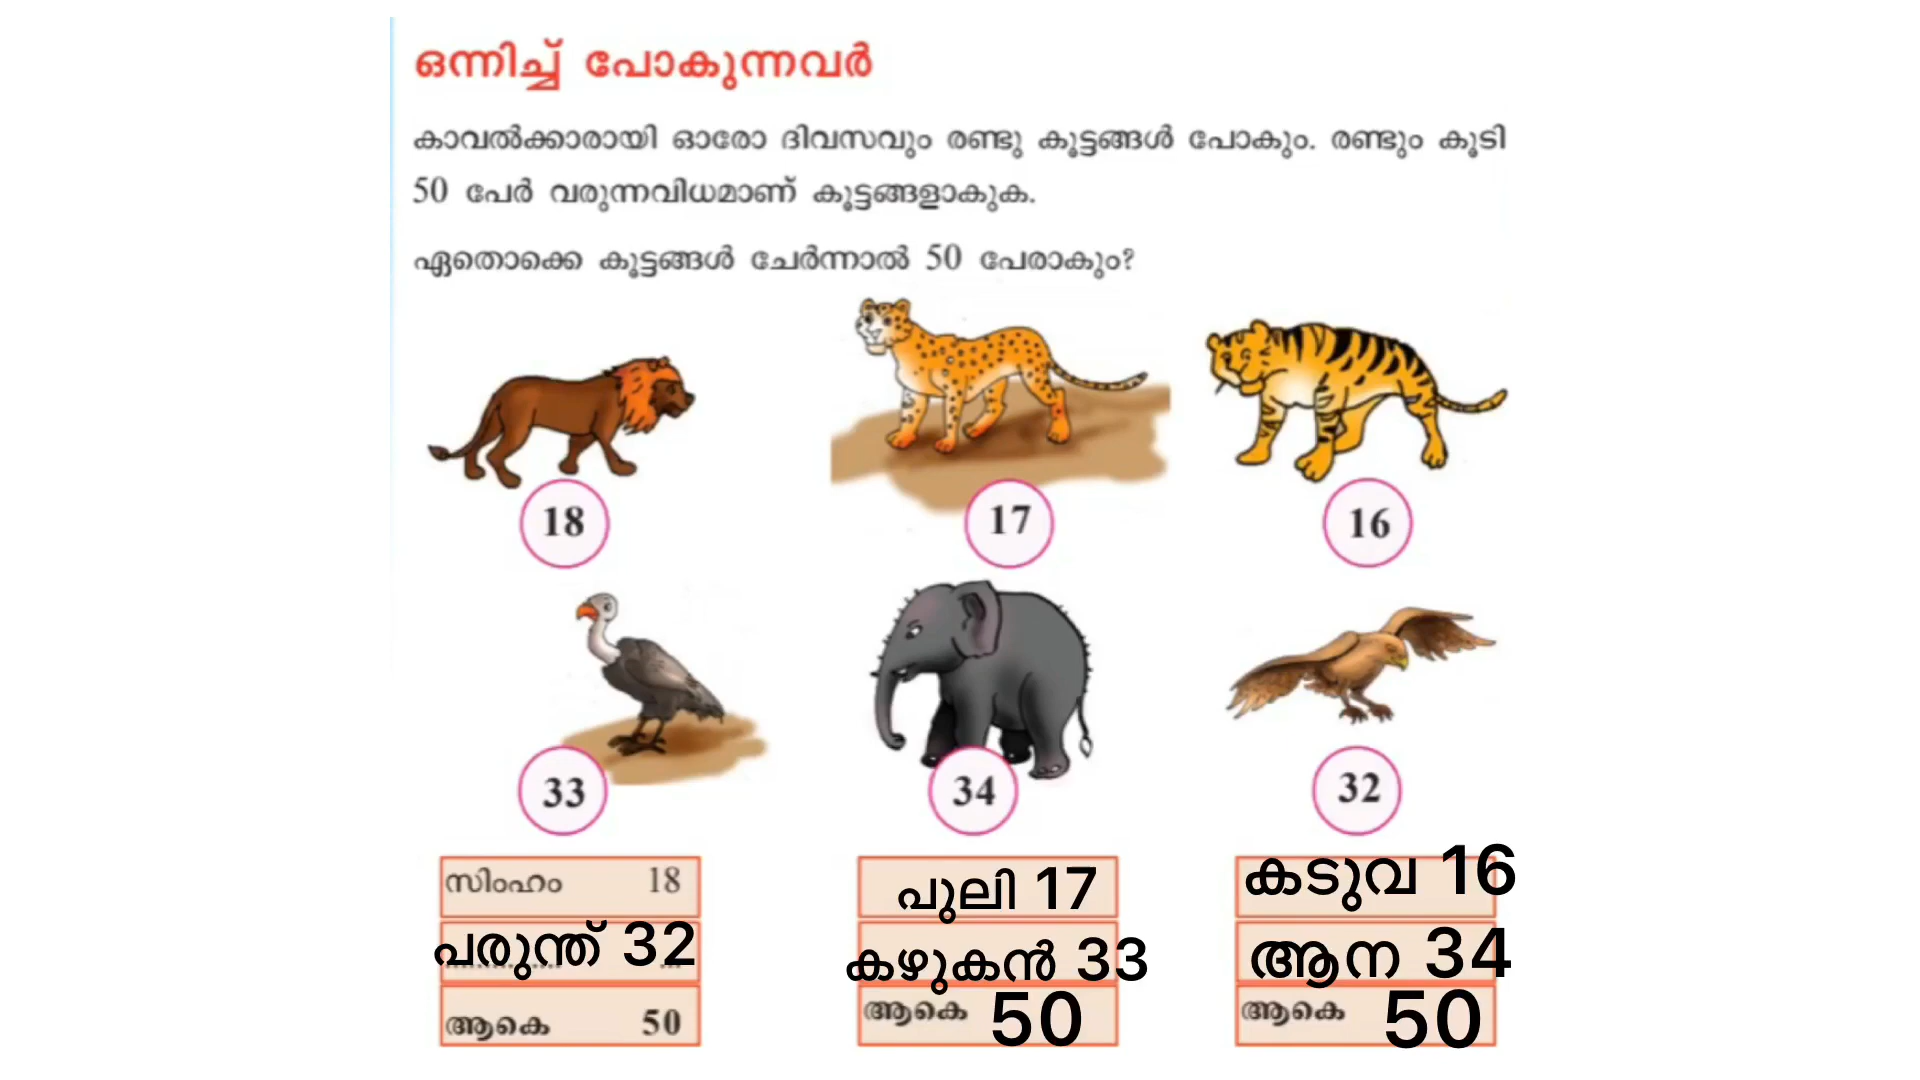 ഒന്നിച്ച് പോകുന്നവർ
കാവൽക്കാരായി ഓരോ ദിവസവും രണ്ടു കൂട്ടങ്ങൾ പോകും. രണ്ടും കൂടി
50 പേർ വരുന്നവിധമാണ് കൂട്ടങ്ങളാകുക.
ഏതൊക്കെ കൂട്ടങ്ങൾ ചേർന്നാൽ 50 പേരാകും?
18 17 16
33 34 32
സിംഹം 18
പരുന്ത് 32
ആകെ 50
പുലി 17
കഴുകൻ 33
ആകെ 50
കടുവ 16
ആന 34
ആകെ 50